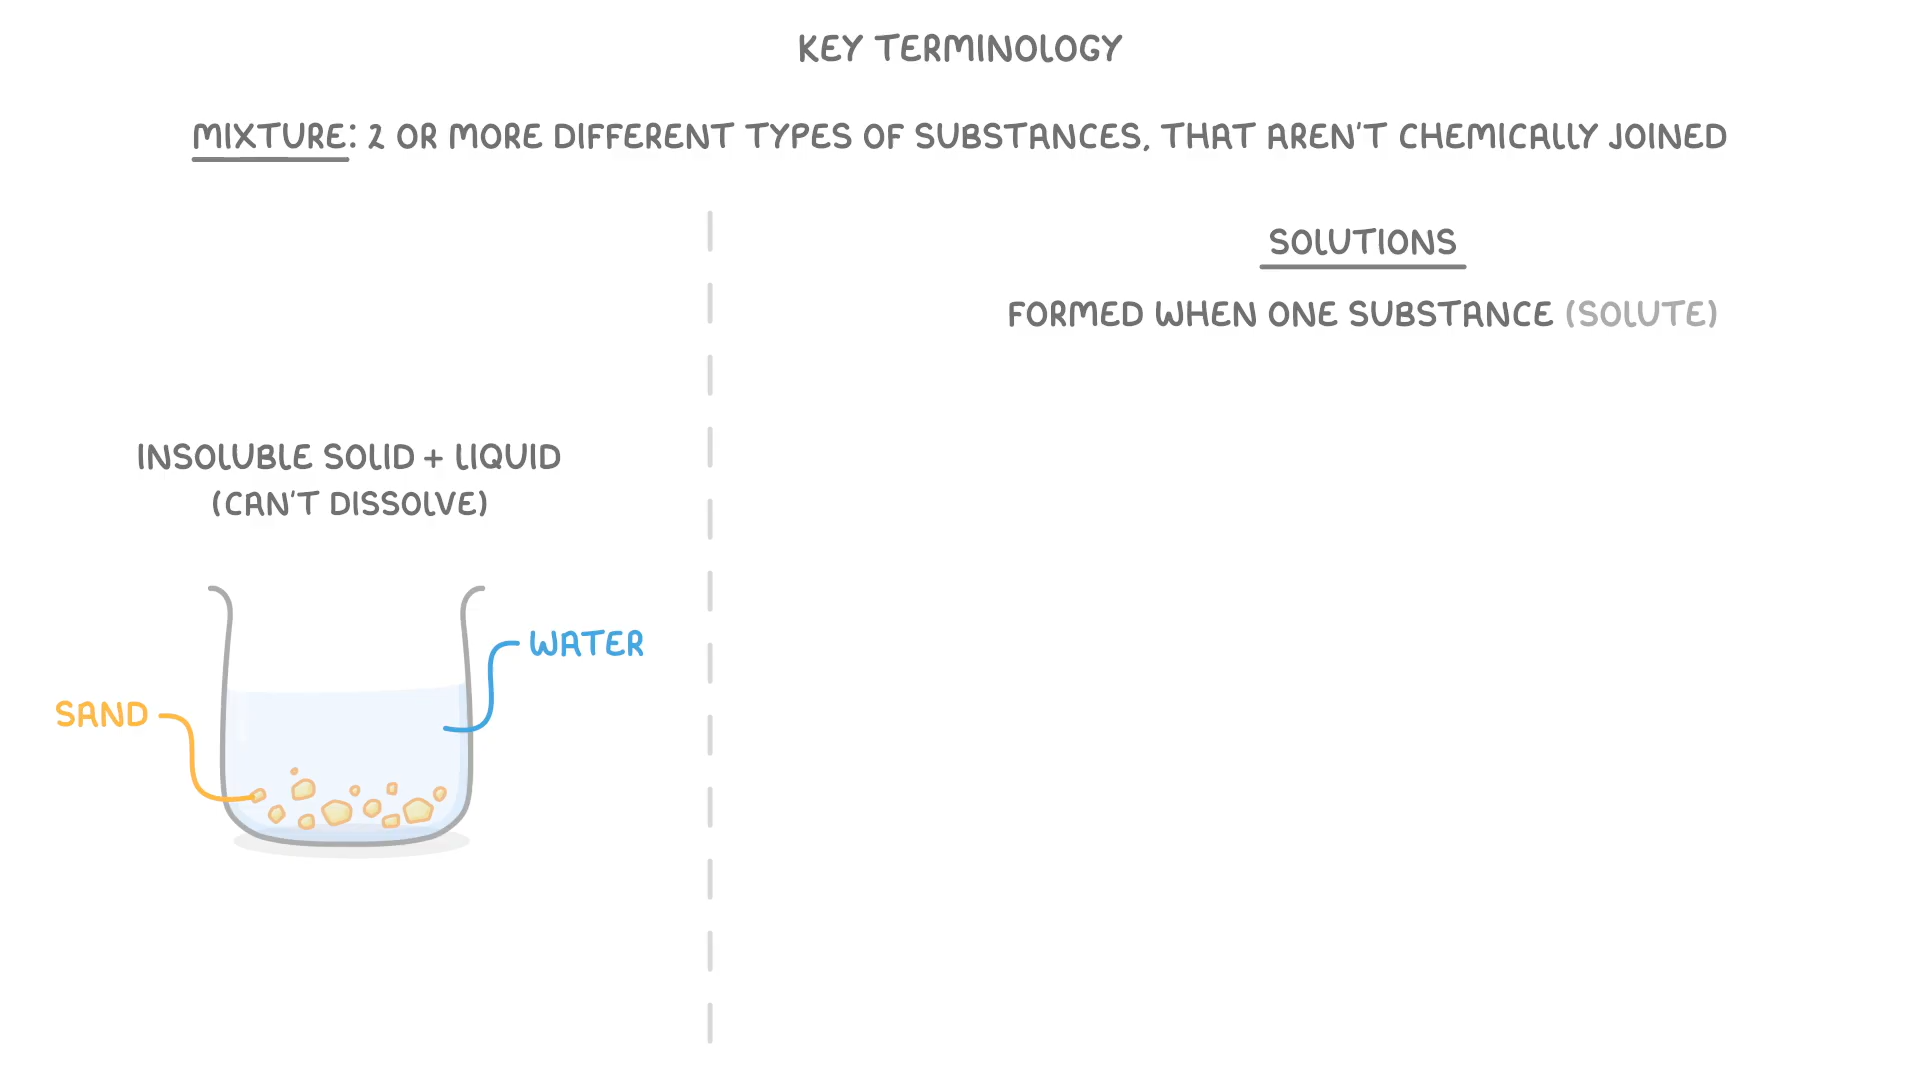 KEY TERMINOLOGY
MIXTURE: 2 OR MORE DIFFERENT TYPES OF SUBSTANCES, THAT AREN'T CHEMICALLY JOINED
INSOLUBLE SOLID + LIQUID
(CAN'T DISSOLVE)
WATER
SAND
SOLUTIONS
FORMED WHEN ONE SUBSTANCE (SOLUTE)